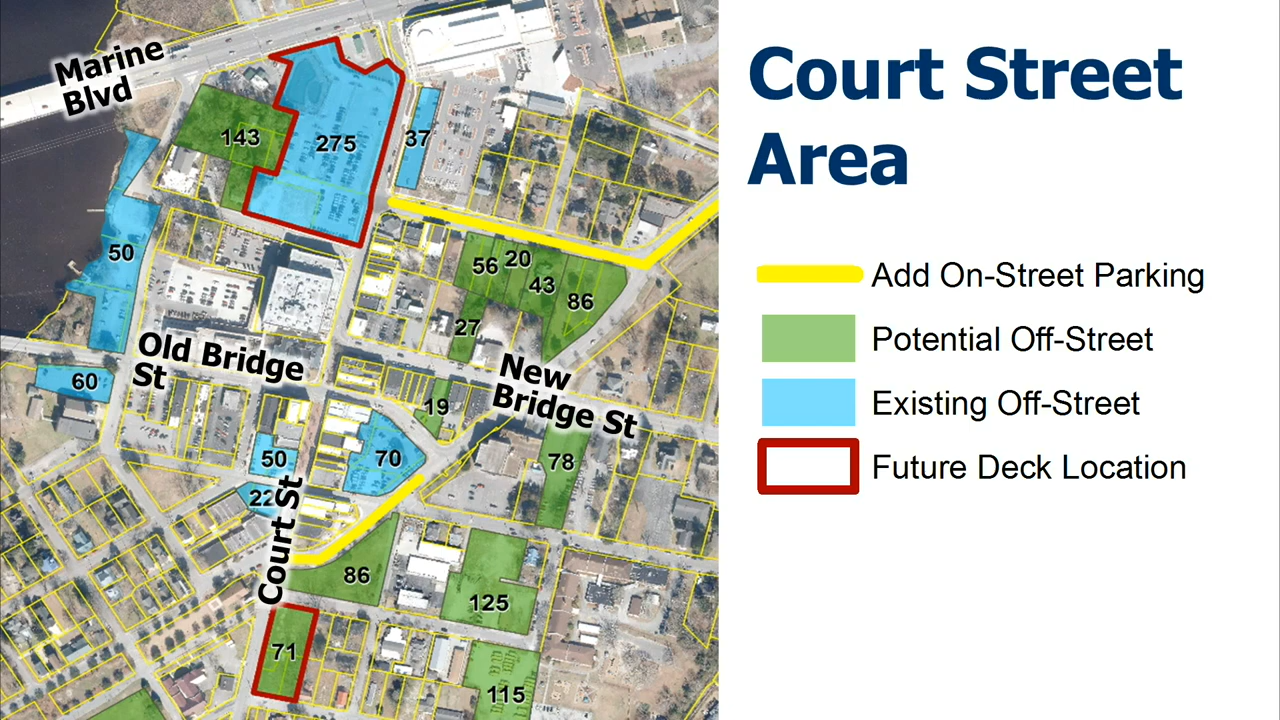 Marine
Blvd
Court Street
Area
143
275
37
50
56
20
43
86
27
Add On-Street Parking
Potential Off-Street
Existing Off-Street
Future Deck Location
Old Bridge
St
New
Bridge St
60
19
50
70
78
22
Court St
86
125
71
115